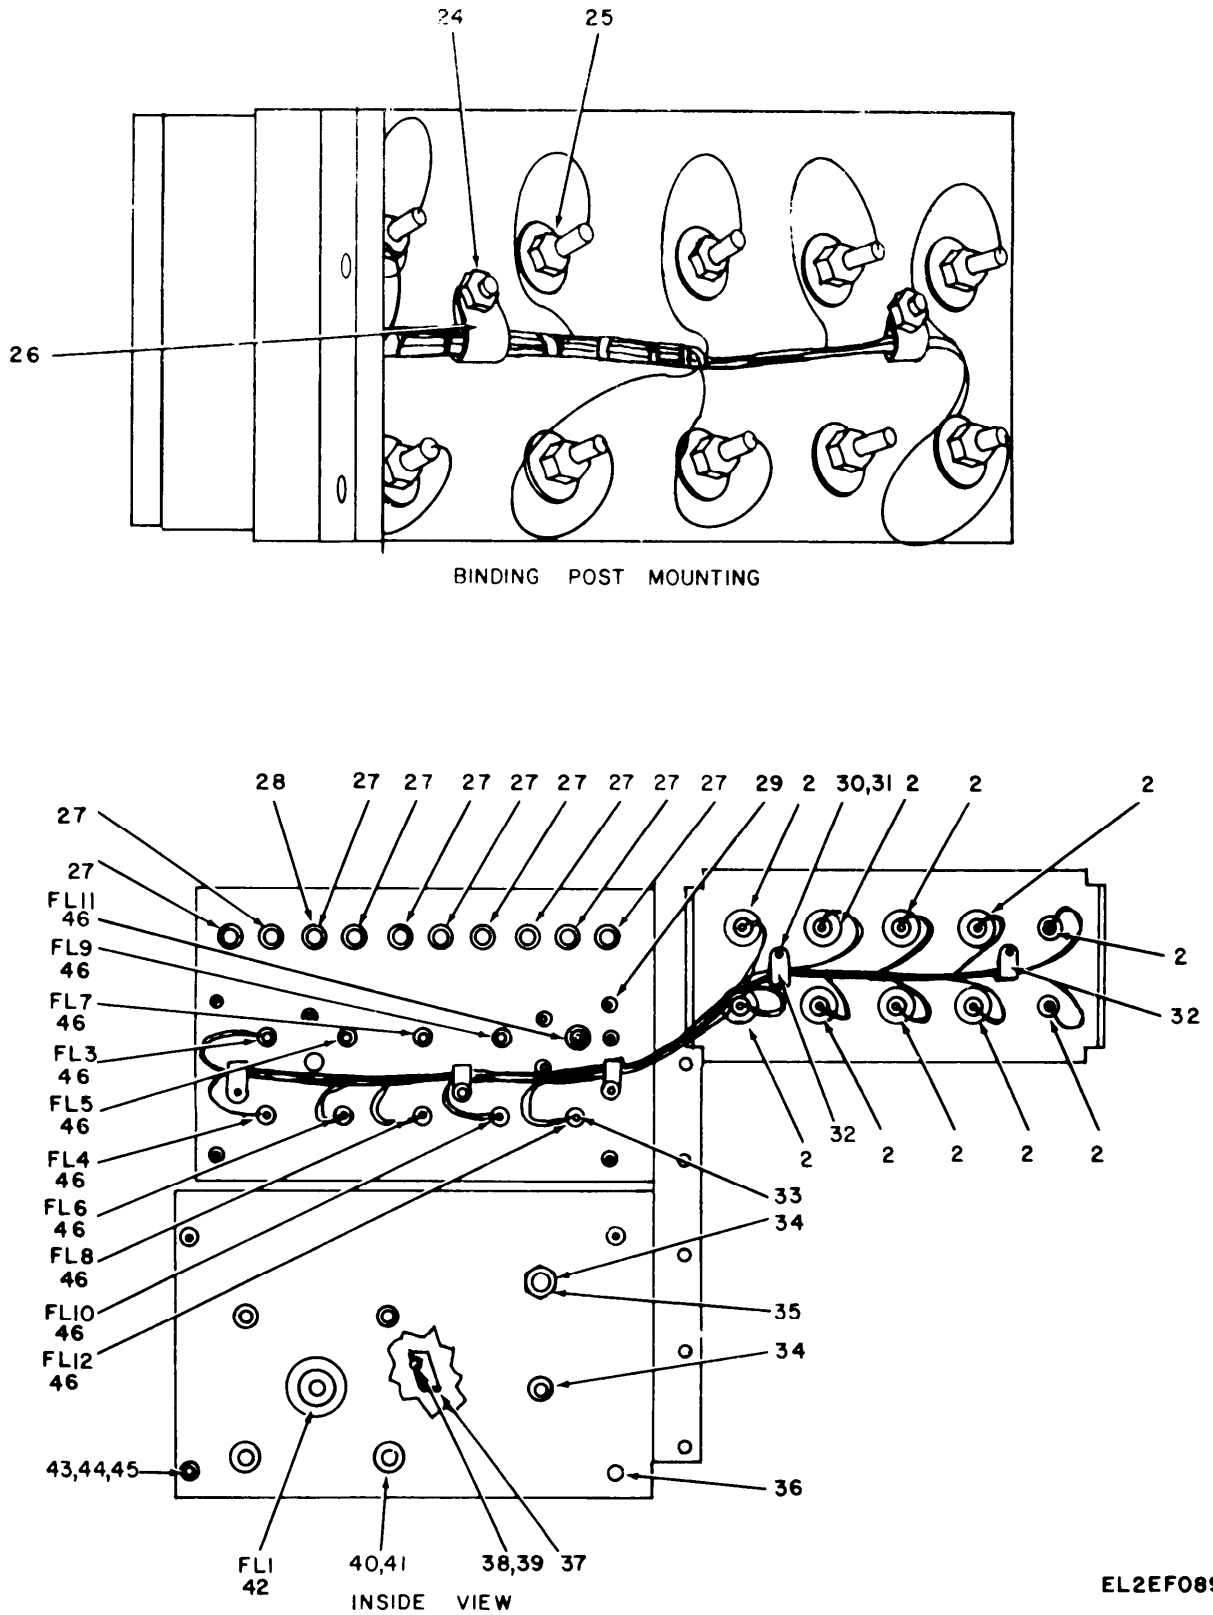 24 25
26
BINDING POST MOUNTING
28 27 27 27 27 27 27 27 27 29 2 30,31 2 2 2
27
27
FL11
46
FL9
46
FL7
46
FL3
46
FL5
46
FL4
46
FL6
46
FL8
46
FL10
46
FL12
46
2
32
32
2 2 2 2 2
33
34
35
34
36
43,44,45
FL1
42
40,41
38,39 37
INSIDE VIEW
EL2EF089